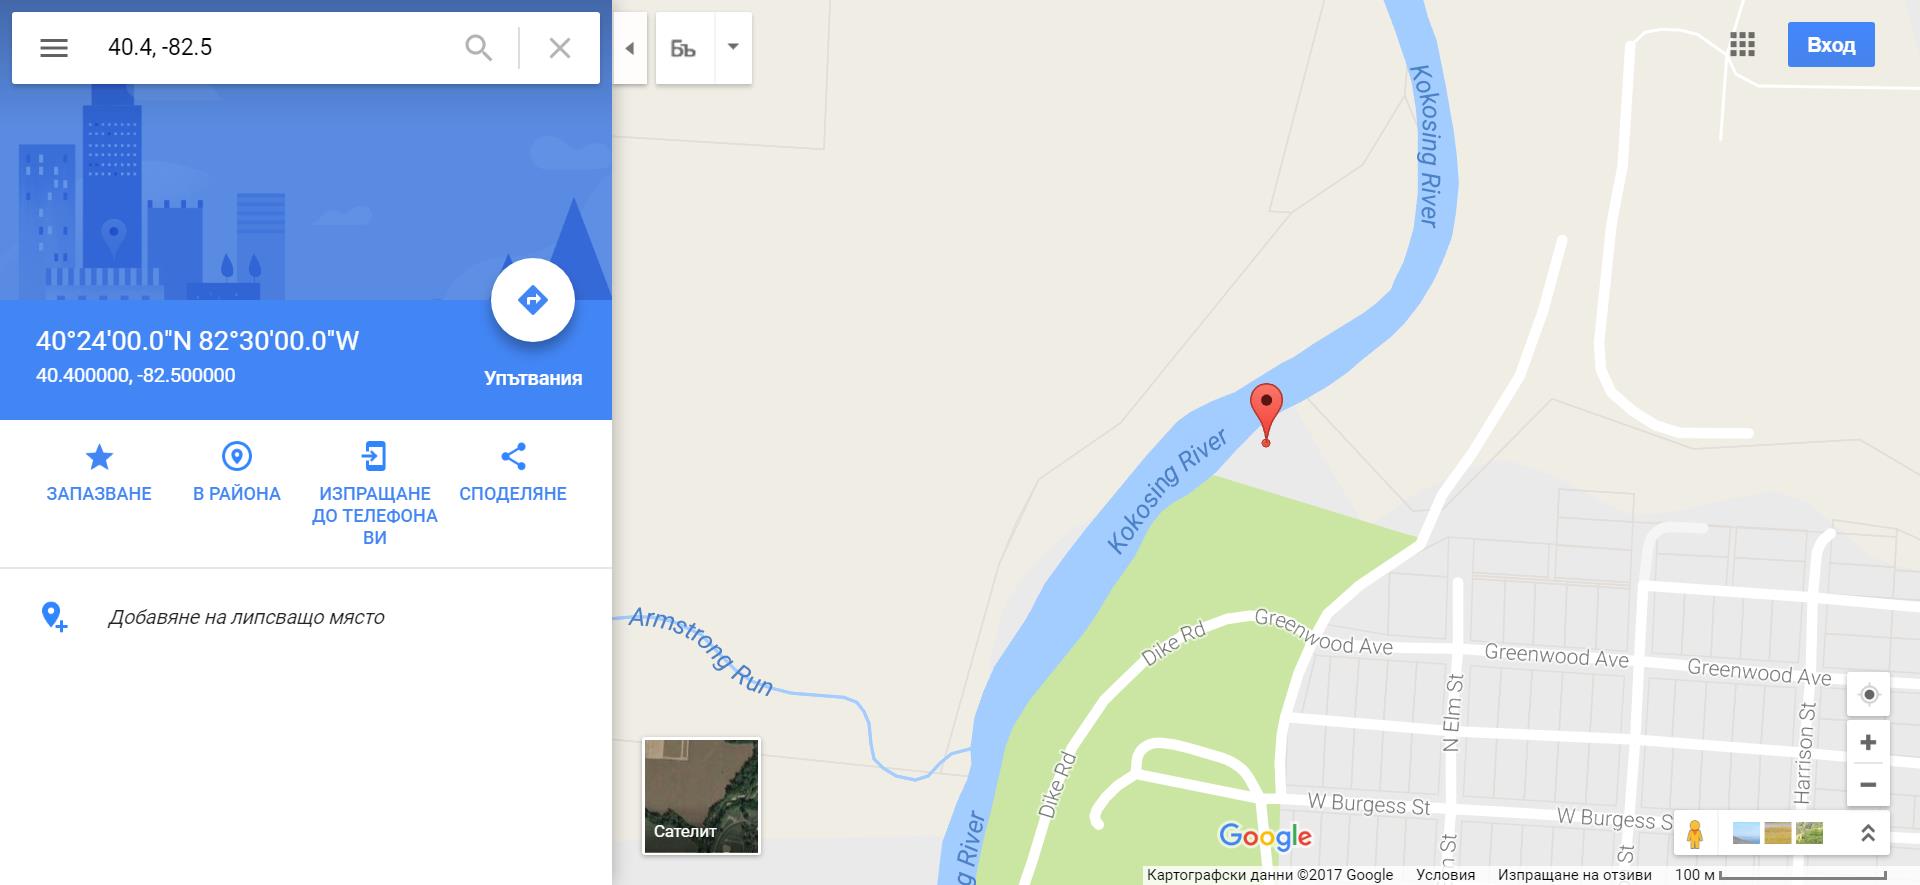 40.4, -82.5
Бъ
Вход
40°24'00.0"N 82°30'00.0"W
40.400000, -82.500000
Упътвания
ЗАПАЗВАНЕ
В РАЙОНА
ИЗПРАЩАНЕ
ДО ТЕЛЕФОНА
ВИ
СПОДЕЛЯНЕ
Добавяне на липсващо място
Kokosing River
Kokosing River
Armstrong Run
Dike Rd
Greenwood Ave
Greenwood Ave
Greenwood Ave
N Elm St
Harrison St
Dike Rd
W Burgess St
W Burgess S
g River
m St
St
Сателит
Google
Картографски данни ©2017 Google
Условия
Изпращане на отзиви
100 м